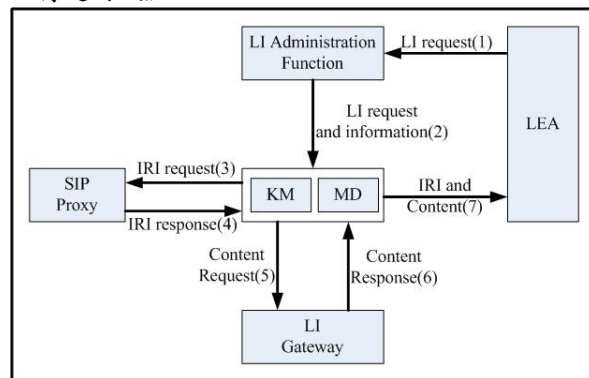 LI Administration
Function
LI request(1)
LEA
LI request
and information(2)
IRI request(3)
SIP
Proxy
IRI response(4)
KM
MD
IRI and
Content(7)
Content
Request(5)
Content
Response(6)
LI
Gateway